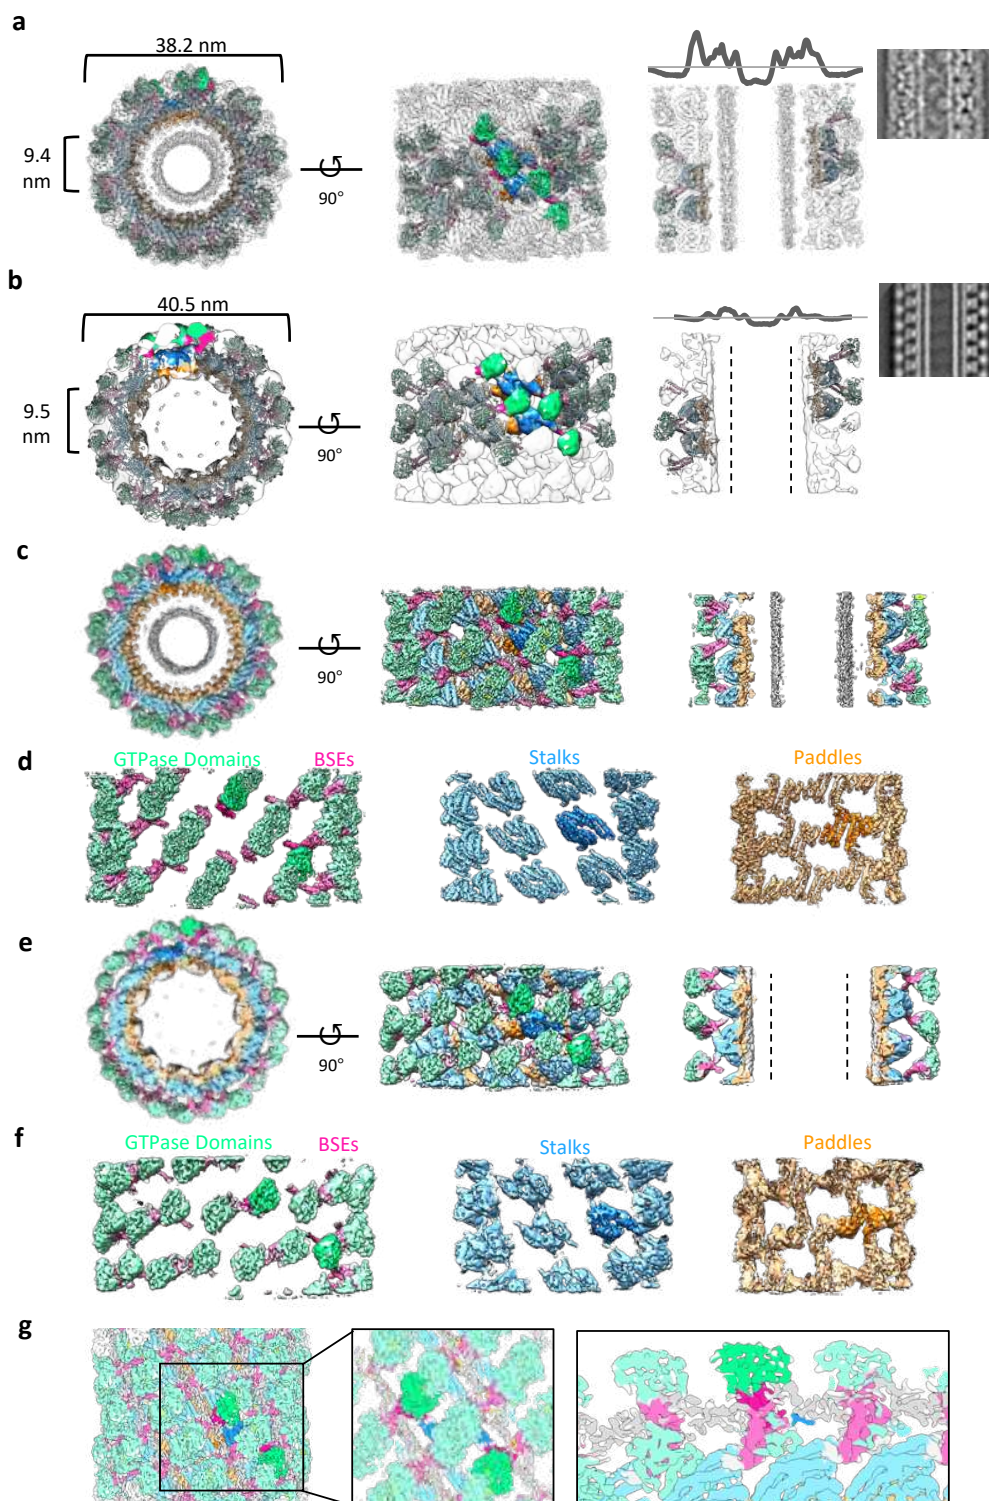 a
38.2 nm
9.4
nm
90°
b
40.5 nm
9.5
nm
90°
c
90°
d
GTPase Domains
BSEs
Stalks
Paddles
e
90°
f
GTPase Domains
BSEs
Stalks
Paddles
g